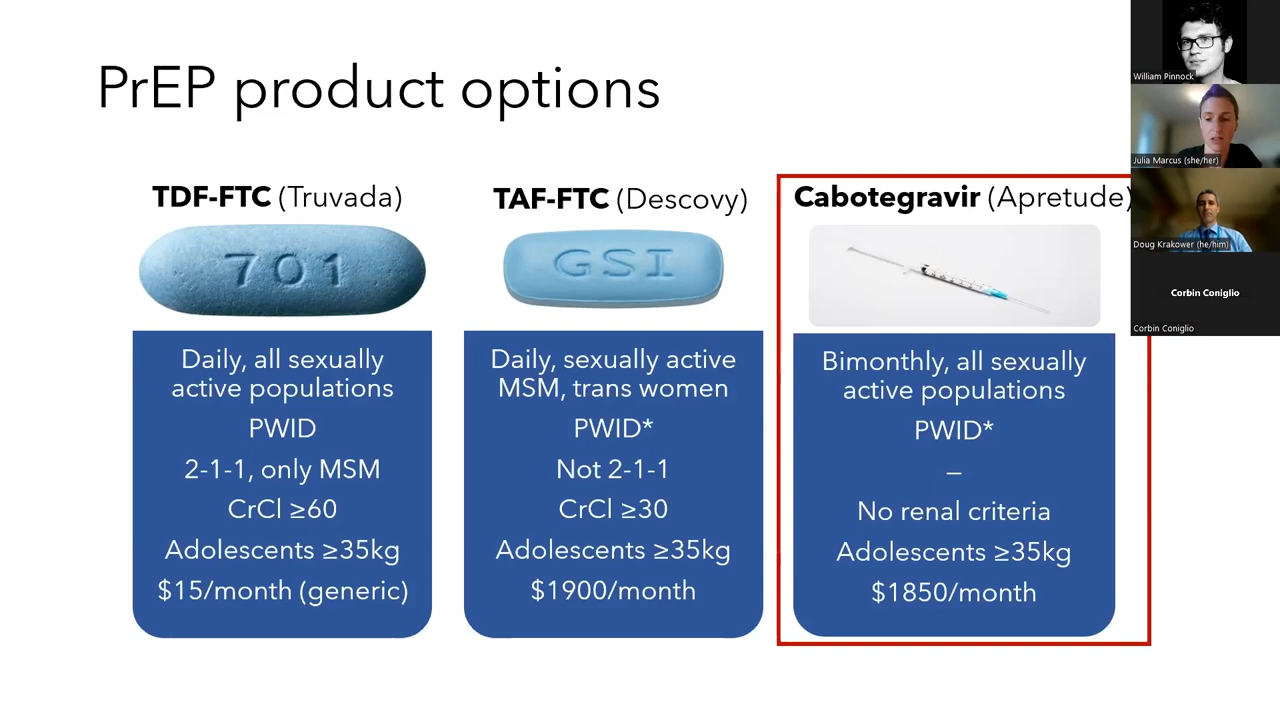 PrEP product options
TDF-FTC (Truvada)
701
Daily, all sexually
active populations
PWID
2-1-1, only MSM
CrCl ≥60
Adolescents ≥35kg
$15/month (generic)
TAF-FTC (Descovy)
GSI
Daily, sexually active
MSM, trans women
PWID*
Not 2-1-1
CrCl ≥30
Adolescents ≥35kg
$1900/month
Cabotegravir (Apretude)
Bimonthly, all sexually
active populations
PWID*
–
No renal criteria
Adolescents ≥35kg
$1850/month
William Pinnock
Julia Marcus (she/her)
Doug Krakower (he/him)
Corbin Coniglio
Corbin Coniglio